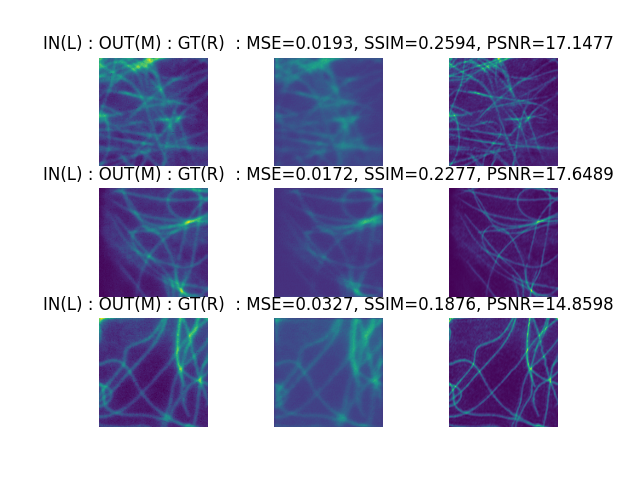 IN(L) : OUT(M) : GT(R)  : MSE=0.0193, SSIM=0.2594, PSNR=17.1477
IN(L) : OUT(M) : GT(R)  : MSE=0.0172, SSIM=0.2277, PSNR=17.6489
IN(L) : OUT(M) : GT(R)  : MSE=0.0327, SSIM=0.1876, PSNR=14.8598